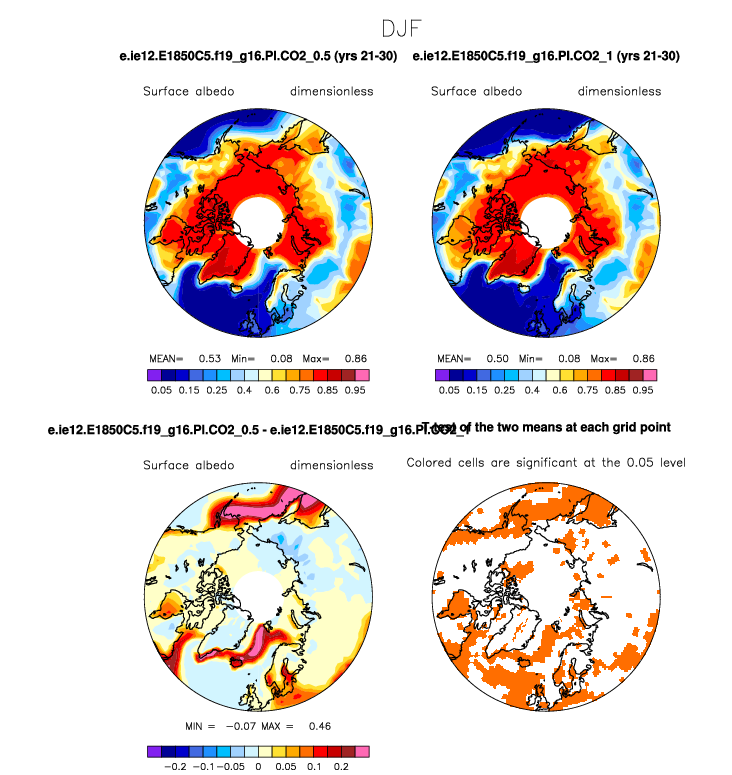 DJF
e.ie12.E1850C5.f19_g16.PI.CO2_0.5 (yrs 21-30) e.ie12.E1850C5.f19_g16.PI.CO2_1 (yrs 21-30)
Surface albedo dimensionless Surface albedo dimensionless
MEAN= 0.53 Min= 0.08 Max= 0.86 MEAN= 0.50 Min= 0.08 Max= 0.86
0.05 0.15 0.25 0.4 0.6 0.75 0.85 0.95 0.05 0.15 0.25 0.4 0.6 0.75 0.85 0.95
e.ie12.E1850C5.f19_g16.PI.CO2_0.5 - e.ie12.E1850C5.f19_g16.PI.CO2_1 T-test of the two means at each grid point
Surface albedo dimensionless Colored cells are significant at the 0.05 level
MIN = -0.07 MAX = 0.46
-0.2 -0.1 -0.05 0 0.05 0.1 0.2